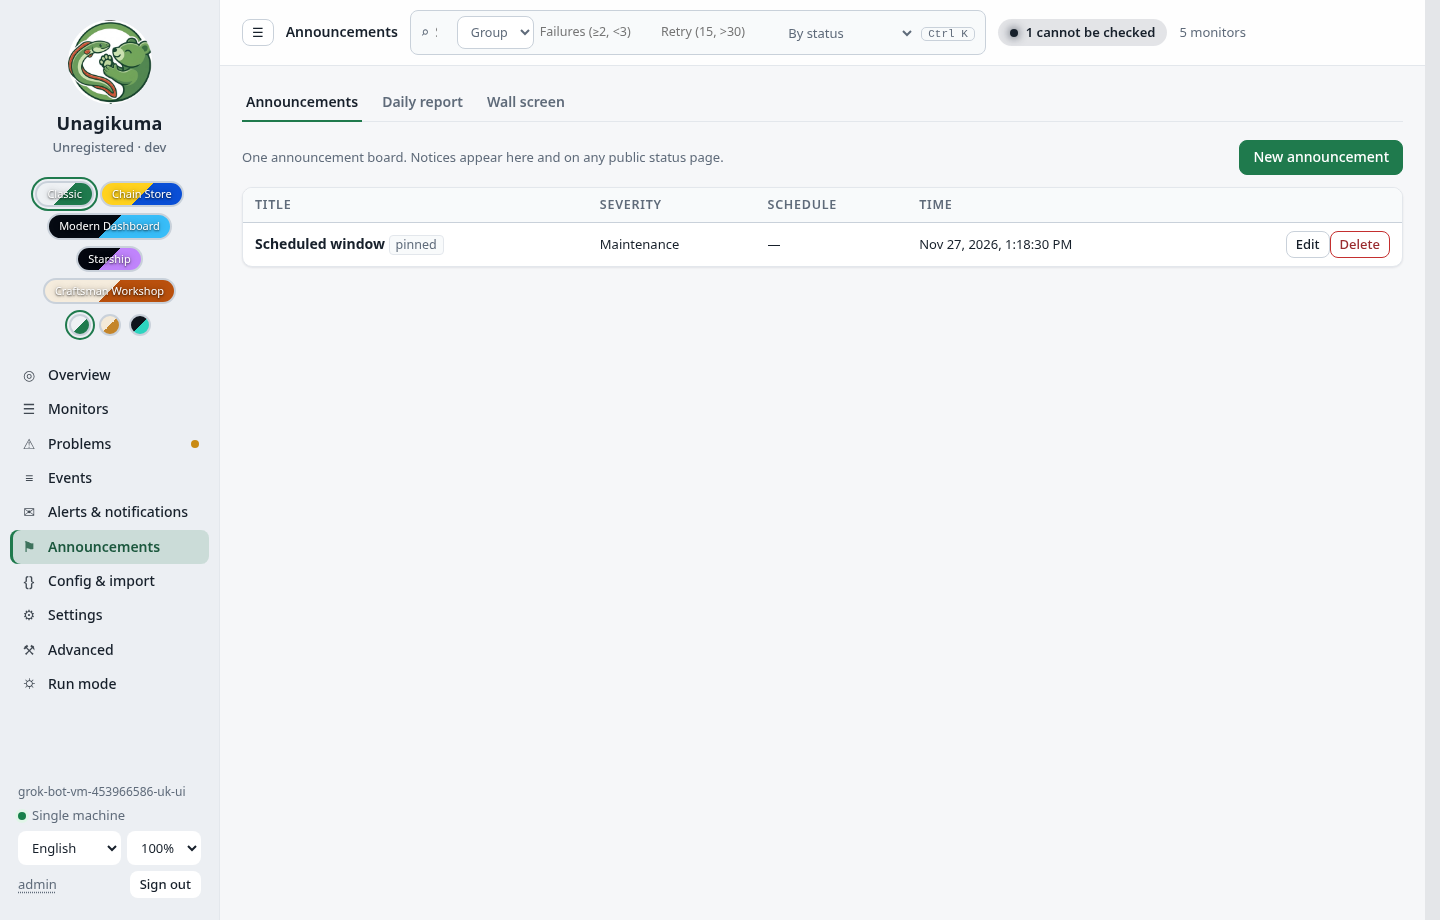 Unagikuma
Unregistered · dev
Classic
Chain Store
Modern Dashboard
Starship
Craftsman Workshop
Overview
Monitors
Problems
Events
Alerts & notifications
Announcements
{} Config & import
Settings
Advanced
Run mode
grok-bot-vm-453966586-uk-ui
Single machine
English 100%
admin Sign out
Announcements Group Failures (≥2, <3) Retry (15, >30) By status Ctrl K 1 cannot be checked 5 monitors
Announcements Daily report Wall screen
One announcement board. Notices appear here and on any public status page. New announcement
TITLE SEVERITY SCHEDULE TIME
Scheduled window pinned Maintenance — Nov 27, 2026, 1:18:30 PM Edit Delete